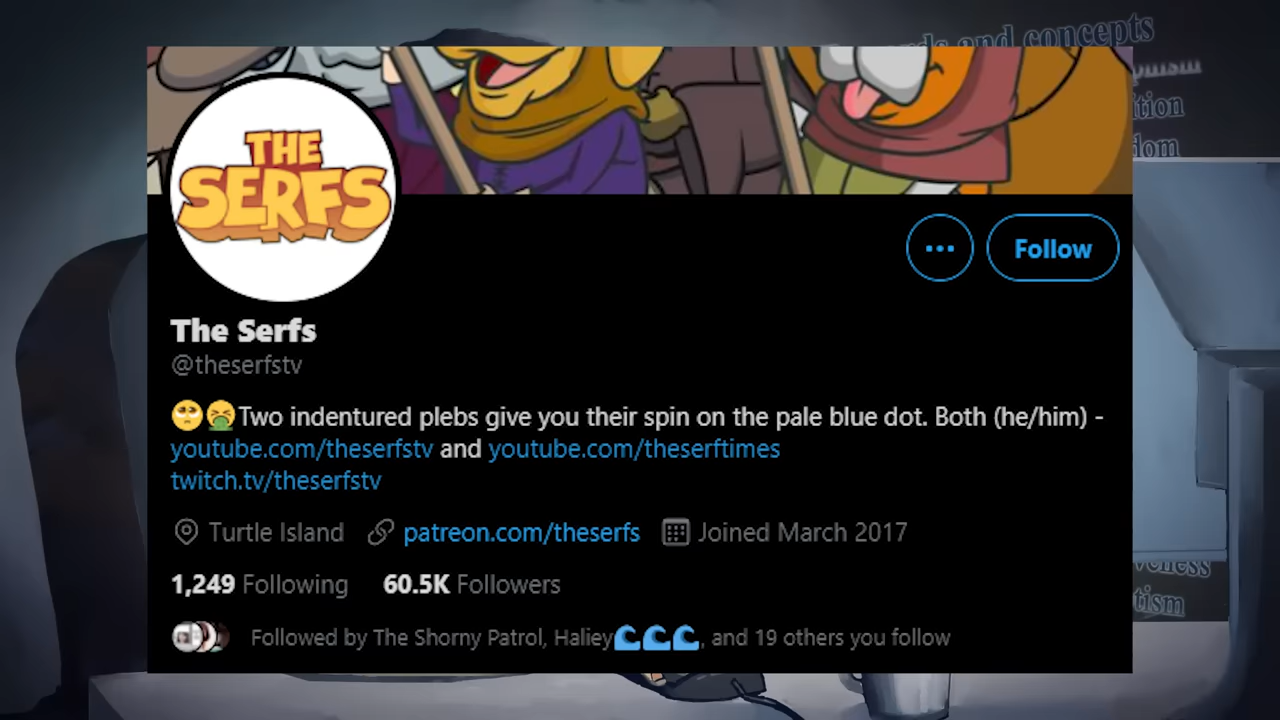 and concepts
THE
SERFS
Follow
The Serfs
@theserfstv
🥺🤮Two indentured plebs give you their spin on the pale blue dot. Both (he/him) -
youtube.com/theserfstv and youtube.com/theserftimes
twitch.tv/theserfstv
Turtle Island patreon.com/theserfs Joined March 2017
1,249 Following 60.5K Followers
Followed by The Shorny Patrol, Haliey🌊🌊🌊, and 19 others you follow